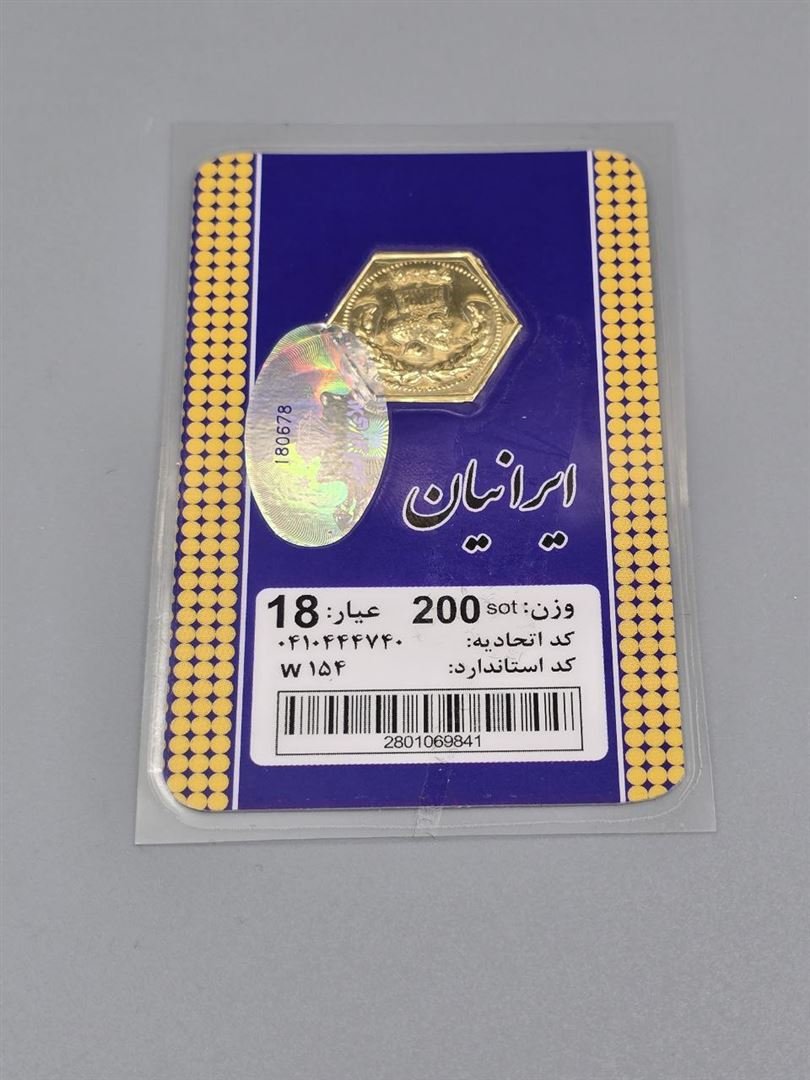 180678
ایرانیان
وزن: 200 sot عیار: 18
کد اتحادیه: ۰۴۱۰۴۴۴۷۴۰
کد استاندارد: W ۱۵۴
2801069841